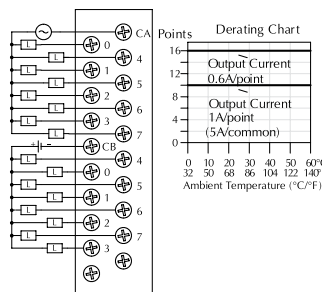 CA
L 0
L 4
L 1
L 5
L 2
L 6
L 3
L 7
+ - CB
L 4
L 0
L 5
L 1
L 6
L 2
L 7
L 3
Points Derating Chart
16
12
8
4
0
Output Current
0.6A/point
Output Current
1A/point
(5A/common)
0 10 20 30 40 50 60°
32 50 68 86 104 122 140°
Ambient Temperature (°C/°F)